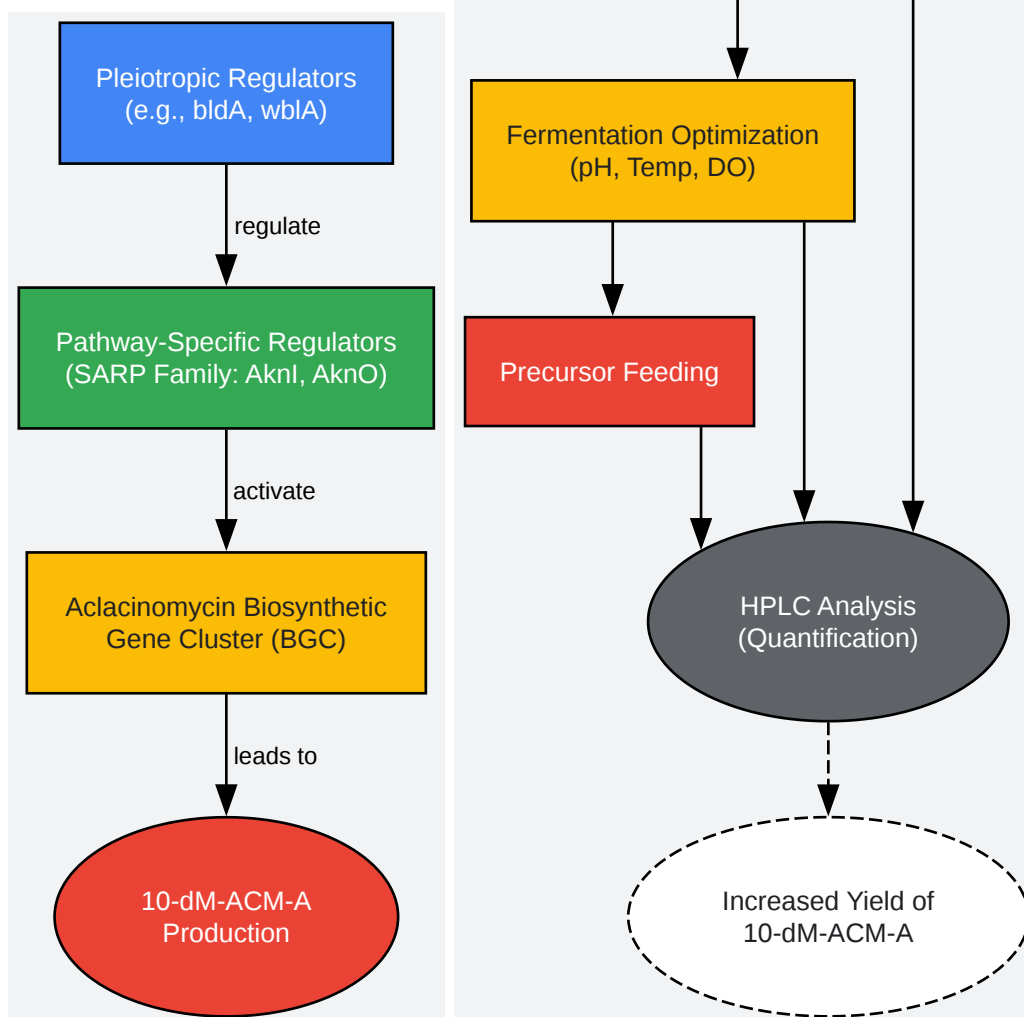 Pleiotropic Regulators
(e.g., bldA, wblA)
regulate
Pathway-Specific Regulators
(SARP Family: AknI, AknO)
activate
Aclacinomycin Biosynthetic
Gene Cluster (BGC)
leads to
10-dM-ACM-A
Production
Fermentation Optimization
(pH, Temp, DO)
Precursor Feeding
HPLC Analysis
(Quantification)
Increased Yield of
10-dM-ACM-A